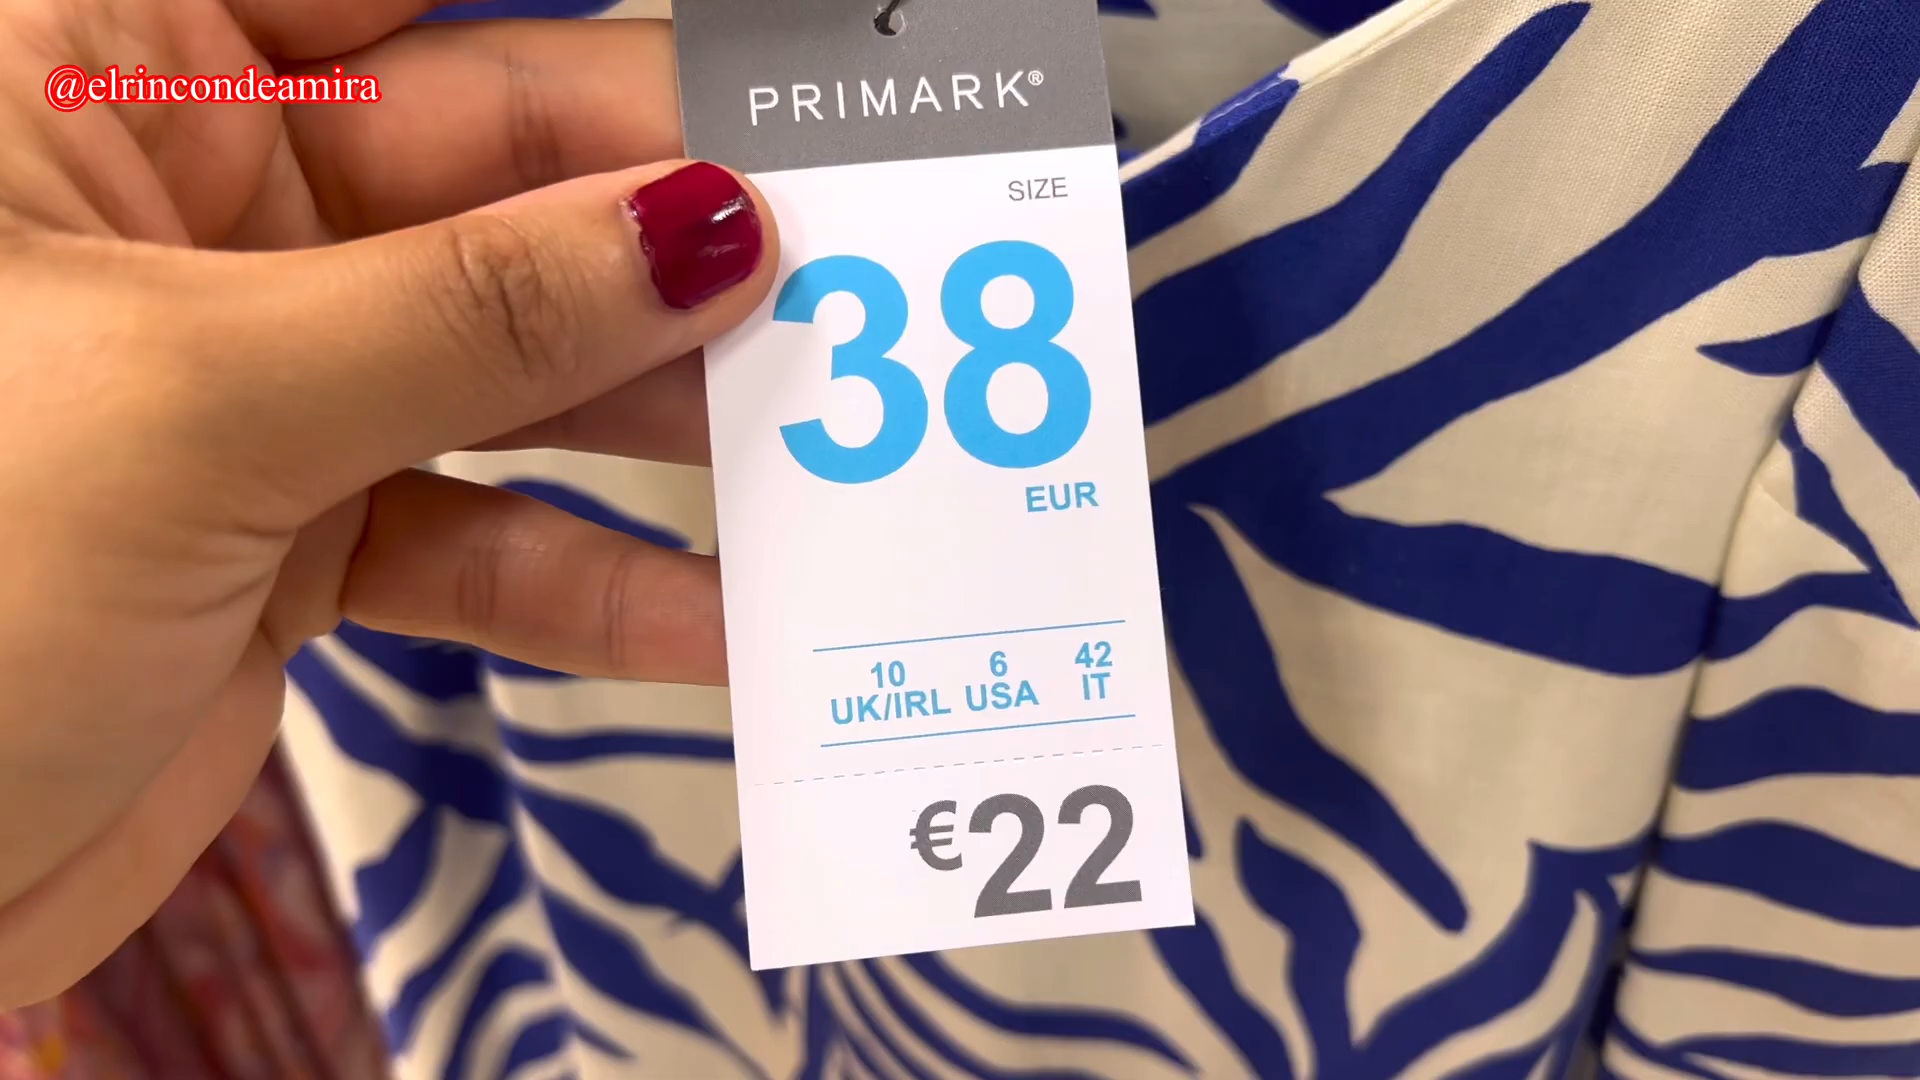 @elrincondeamira
PRIMARK®
SIZE
38
EUR
10 6 42
UK/IRL USA IT
€22